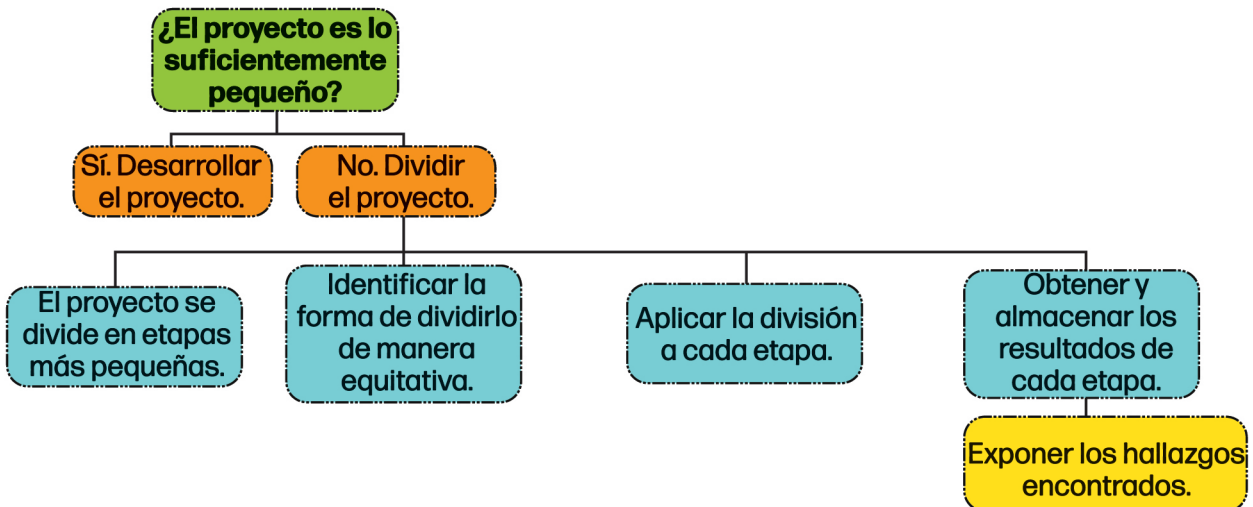 ¿El proyecto es lo
suficientemente
pequeño?
Sí. Desarrollar
el proyecto.
No. Dividir
el proyecto.
El proyecto se
divide en etapas
más pequeñas.
Identificar la
forma de dividirlo
de manera
equitativa.
Aplicar la división
a cada etapa.
Obtener y
almacenar los
resultados de
cada etapa.
Exponer los hallazgos
encontrados.